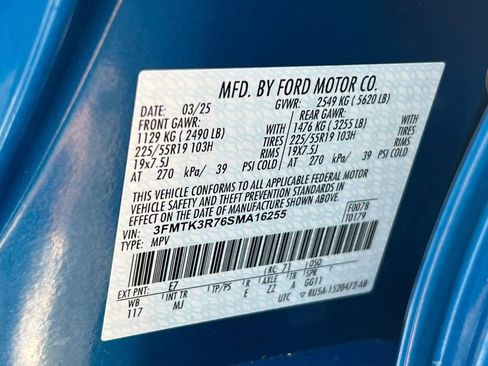 MFD. BY FORD MOTOR CO.
DATE: 03/25 GVWR: 2549 KG ( 5620 LB)
FRONT GAWR: REAR GAWR:
1129 KG ( 2490 LB) 1476 KG ( 3255 LB)
225/55R19 103H TIRES 225/55R19 103H TIRES
19x7.5J RIMS 19x7.5J RIMS
AT 270 kPa/ 39 PSI COLD AT 270 kPa/ 39 PSI COLD
THIS VEHICLE CONFORMS TO ALL APPLICABLE FEDERAL MOTOR
VEHICLE SAFETY AND THEFT PREVENTION STANDARDS IN
EFFECT ON THE DATE OF MANUFACTURE SHOWN ABOVE.
VIN: 3FMTK3R76SMA16255 F0078
TYPE: MPV T0179
EXT PNT: E7 RC: 71 DSO:
WB INT TR TP/PS R AXLE TR SPR
117 MJ E ZZ A GG11
UTC RU5A-1520472-AB